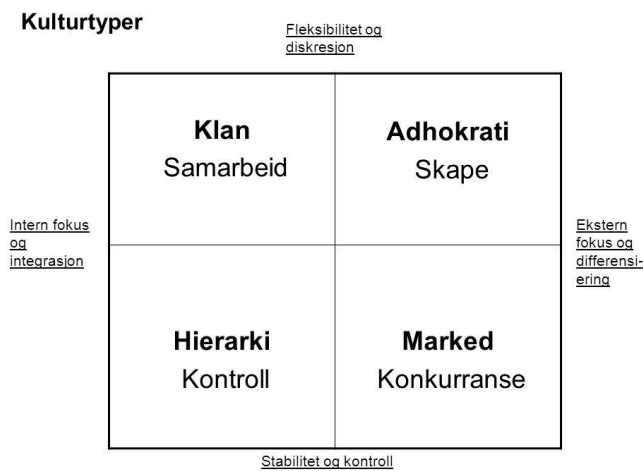 Kulturtyper
Fleksibilitet og
diskresjon
Klan
Samarbeid
Adhokrati
Skape
Intern fokus
og
integrasjon
Ekstern
fokus og
differensi-
ering
Hierarki
Kontroll
Marked
Konkurranse
Stabilitet og kontroll